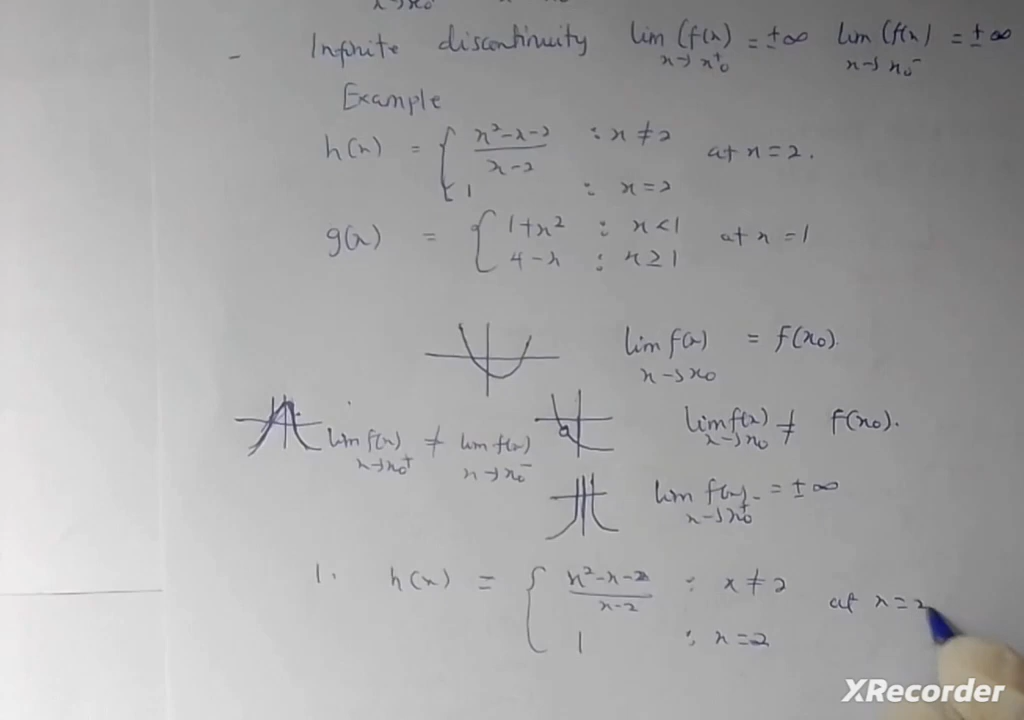 x→x₀
- Infinite discontinuity lim (f(x) = ±∞ lim (f(x) = ±∞
x→x₀⁺ x→x₀⁻
Example
h(x) = { x²-x-2 / x-2 : x ≠ 2 at x=2.
1 : x=2
g(x) = { 1+x² : x<1 at x=1
4-x : x≥1
lim f(x) = f(x₀).
x→x₀
lim f(x) ≠ lim f(x) a lim f(x) ≠ f(x₀).
x→x₀⁺ x→x₀⁻ x→x₀
lim f(x) = ±∞
x→x₀⁺
1. h(x) = { x²-x-2 / x-2 : x ≠ 2 at x=2
1 : x=2
XRecorder